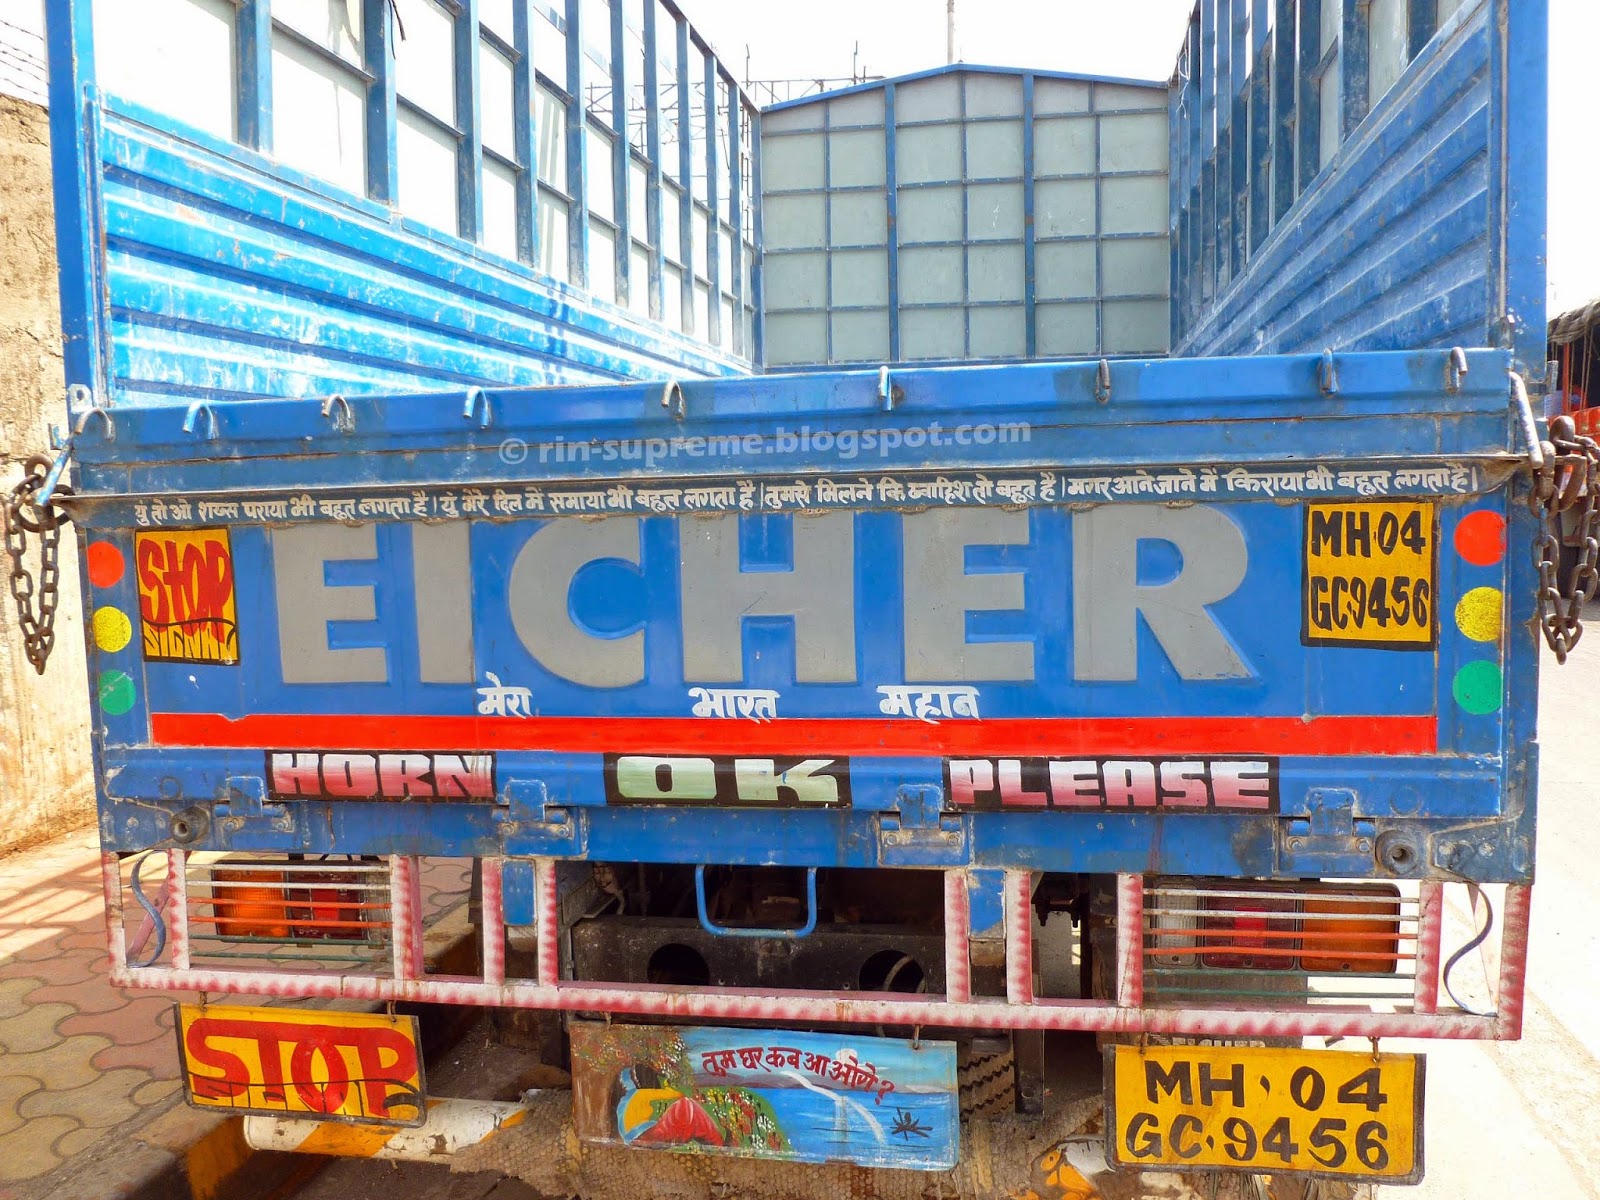 © rin-supreme.blogspot.com
युं तो ओ शख्स पराया भी बहूत लगता है। युं मेरे दिल में समाया भी बहूत लगता है। तुमसे मिलने कि ख्वाहिश तो बहूत है। मगर आने जाने में किराया भी बहूत लगता है।
STOP
SIGNAL
EICHER
MH·04
GC·9456
मेरा भारत महान
HORN OK PLEASE
STOP
तुम घर कब आओगे?
MH·04
GC·9456